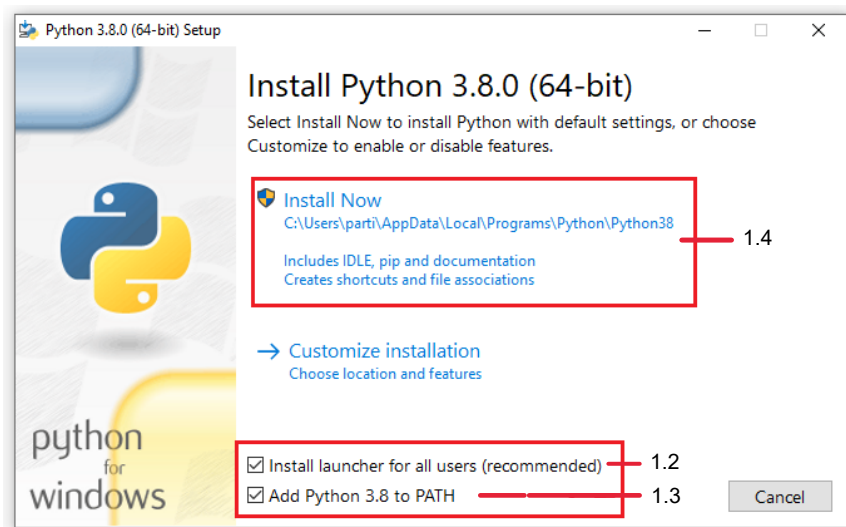 Python 3.8.0 (64-bit) Setup
Install Python 3.8.0 (64-bit)
Select Install Now to install Python with default settings, or choose
Customize to enable or disable features.
Install Now
C:\Users\parti\AppData\Local\Programs\Python\Python38
1.4
Includes IDLE, pip and documentation
Creates shortcuts and file associations
Customize installation
Choose location and features
python
for
windows
Install launcher for all users (recommended)
1.2
Add Python 3.8 to PATH
1.3
Cancel